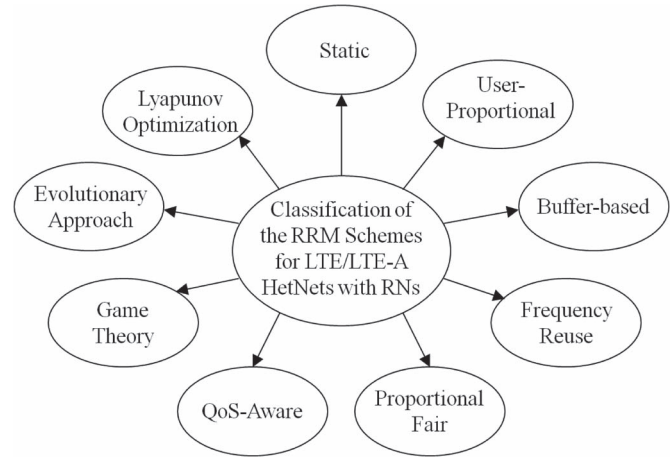 Static
User-
Proportional
Buffer-based
Frequency
Reuse
Proportional
Fair
QoS-Aware
Game
Theory
Evolutionary
Approach
Lyapunov
Optimization
Classification of
the RRM Schemes
for LTE/LTE-A
HetNets with RNs